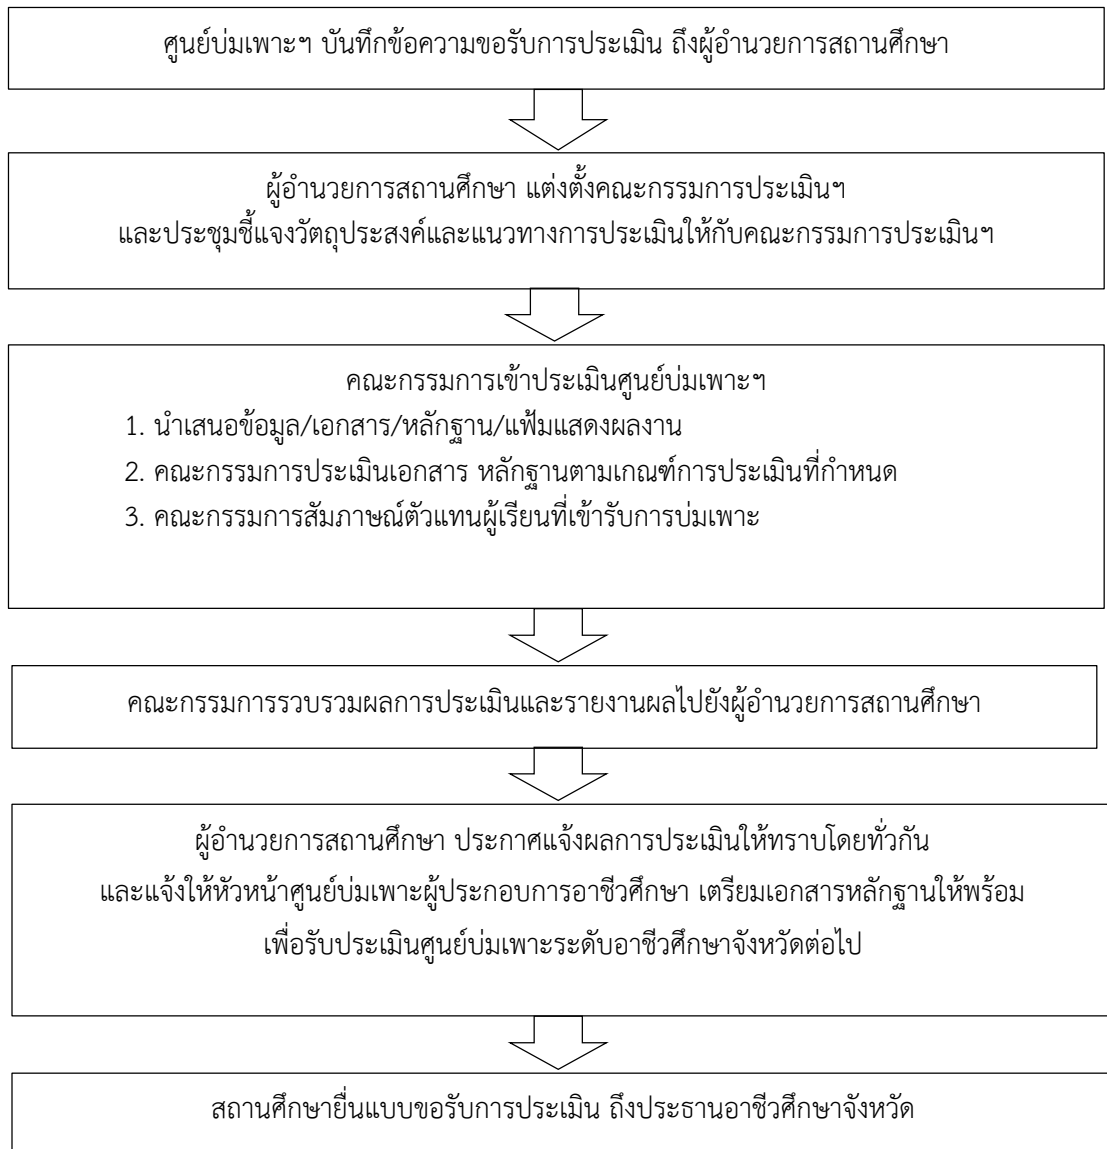 ศูนย์บ่มเพาะฯ บันทึกข้อความขอรับการประเมิน ถึงผู้อำนวยการสถานศึกษา
ผู้อำนวยการสถานศึกษา แต่งตั้งคณะกรรมการประเมินฯ
และประชุมชี้แจงวัตถุประสงค์และแนวทางการประเมินให้กับคณะกรรมการประเมินฯ
คณะกรรมการเข้าประเมินศูนย์บ่มเพาะฯ
1. นำเสนอข้อมูล/เอกสาร/หลักฐาน/แฟ้มแสดงผลงาน
2. คณะกรรมการประเมินเอกสาร หลักฐานตามเกณฑ์การประเมินที่กำหนด
3. คณะกรรมการสัมภาษณ์ตัวแทนผู้เรียนที่เข้ารับการบ่มเพาะ
คณะกรรมการรวบรวมผลการประเมินและรายงานผลไปยังผู้อำนวยการสถานศึกษา
ผู้อำนวยการสถานศึกษา ประกาศแจ้งผลการประเมินให้ทราบโดยทั่วกัน
และแจ้งให้หัวหน้าศูนย์บ่มเพาะผู้ประกอบการอาชีวศึกษา เตรียมเอกสารหลักฐานให้พร้อม
เพื่อรับประเมินศูนย์บ่มเพาะระดับอาชีวศึกษาจังหวัดต่อไป
สถานศึกษายื่นแบบขอรับการประเมิน ถึงประธานอาชีวศึกษาจังหวัด